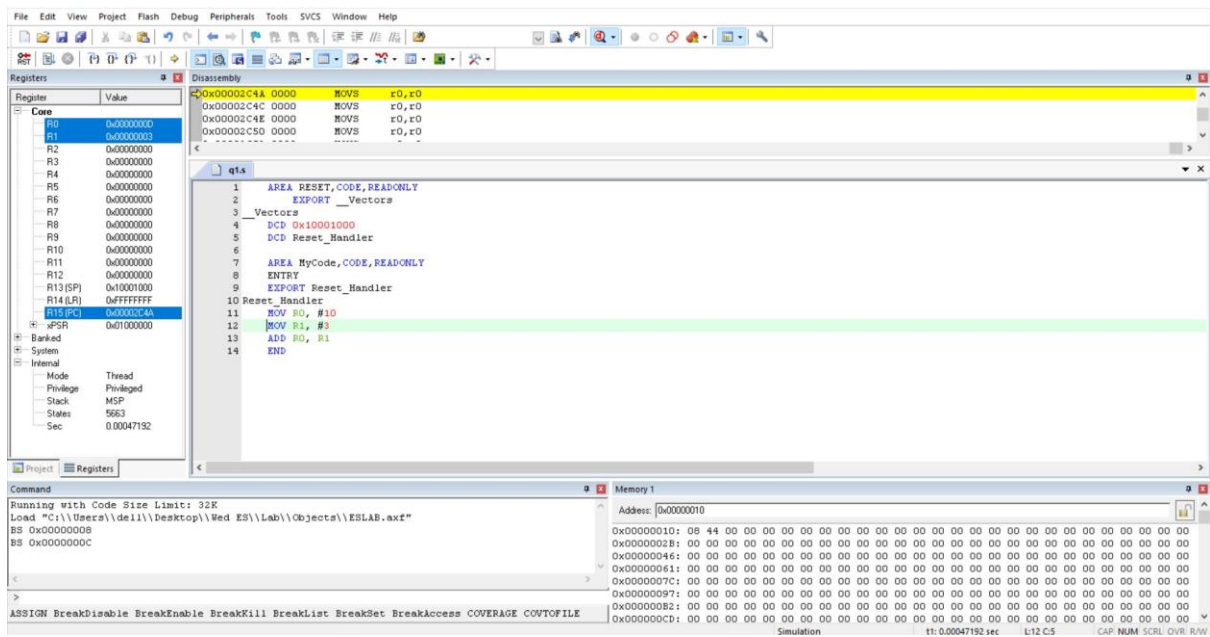 File Edit View Project Flash Debug Peripherals Tools SVCS Window Help
Registers
Register Value
Core
R0 0x0000000D
R1 0x00000003
R2 0x00000000
R3 0x00000000
R4 0x00000000
R5 0x00000000
R6 0x00000000
R7 0x00000000
R8 0x00000000
R9 0x00000000
R10 0x00000000
R11 0x00000000
R12 0x00000000
R13 (SP) 0x10001000
R14 (LR) 0xFFFFFFFF
R15 (PC) 0x00002C4A
xPSR 0x01000000
Banked
System
Internal
Mode Thread
Privilege Privileged
Stack MSP
States 5663
Sec 0.00047192
Project Registers
Disassembly
0x00002C4A 0000 MOVS r0,r0
0x00002C4C 0000 MOVS r0,r0
0x00002C4E 0000 MOVS r0,r0
0x00002C50 0000 MOVS r0,r0
q1.s
1 AREA RESET,CODE,READONLY
2 EXPORT __Vectors
3 __Vectors
4 DCD 0x10001000
5 DCD Reset_Handler
6
7 AREA MyCode,CODE,READONLY
8 ENTRY
9 EXPORT Reset_Handler
10 Reset_Handler
11 MOV R0, #10
12 MOV R1, #3
13 ADD R0, R1
14 END
Command
Running with Code Size Limit: 32K
Load "C:\\Users\\dell\\Desktop\\Wed ES\\Lab\\Objects\\ESLAB.axf"
BS 0x00000008
BS 0x0000000C
>
ASSIGN BreakDisable BreakEnable BreakKill BreakList BreakSet BreakAccess COVERAGE COVTOFILE
Memory 1
Address: 0x00000010
0x00000010: 08 44 00 00 00 00 00 00 00 00 00 00 00 00 00 00 00 00 00 00 00 00 00 00 00 00 00
0x0000002B: 00 00 00 00 00 00 00 00 00 00 00 00 00 00 00 00 00 00 00 00 00 00 00 00 00 00 00
0x00000046: 00 00 00 00 00 00 00 00 00 00 00 00 00 00 00 00 00 00 00 00 00 00 00 00 00 00 00
0x00000061: 00 00 00 00 00 00 00 00 00 00 00 00 00 00 00 00 00 00 00 00 00 00 00 00 00 00 00
0x0000007C: 00 00 00 00 00 00 00 00 00 00 00 00 00 00 00 00 00 00 00 00 00 00 00 00 00 00 00
0x00000097: 00 00 00 00 00 00 00 00 00 00 00 00 00 00 00 00 00 00 00 00 00 00 00 00 00 00 00
0x000000B2: 00 00 00 00 00 00 00 00 00 00 00 00 00 00 00 00 00 00 00 00 00 00 00 00 00 00 00
0x000000CD: 00 00 00 00 00 00 00 00 00 00 00 00 00 00 00 00 00 00 00 00 00 00 00 00 00 00 00
Simulation t1: 0.00047192 sec L:12 C:5 CAP NUM SCRL OVR R/W